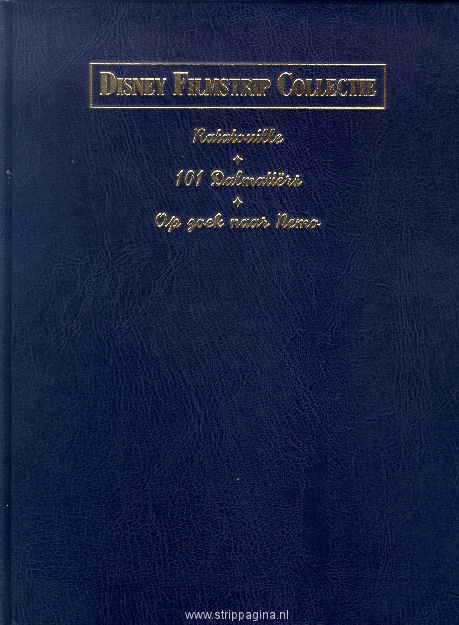 DISNEY FILMSTRIP COLLECTIE
Ratatouille
101 Dalmatiërs
Op zoek naar Nemo
www.strippagina.nl